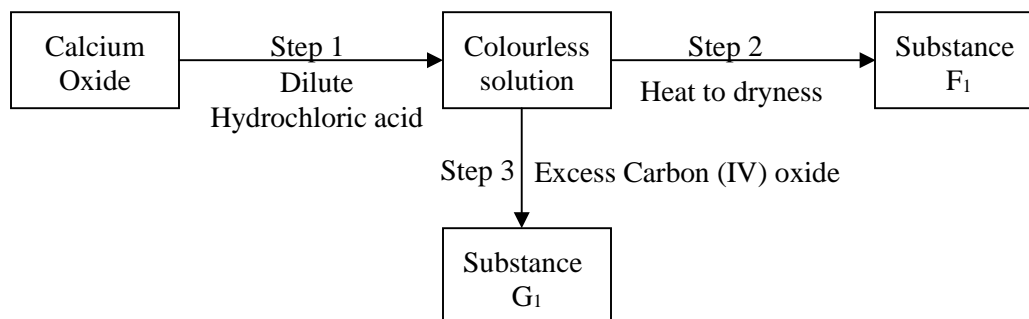 Calcium
Oxide
Step 1
Dilute
Hydrochloric acid
Colourless
solution
Step 2
Heat to dryness
Substance
F₁
Step 3
Excess Carbon (IV) oxide
Substance
G₁